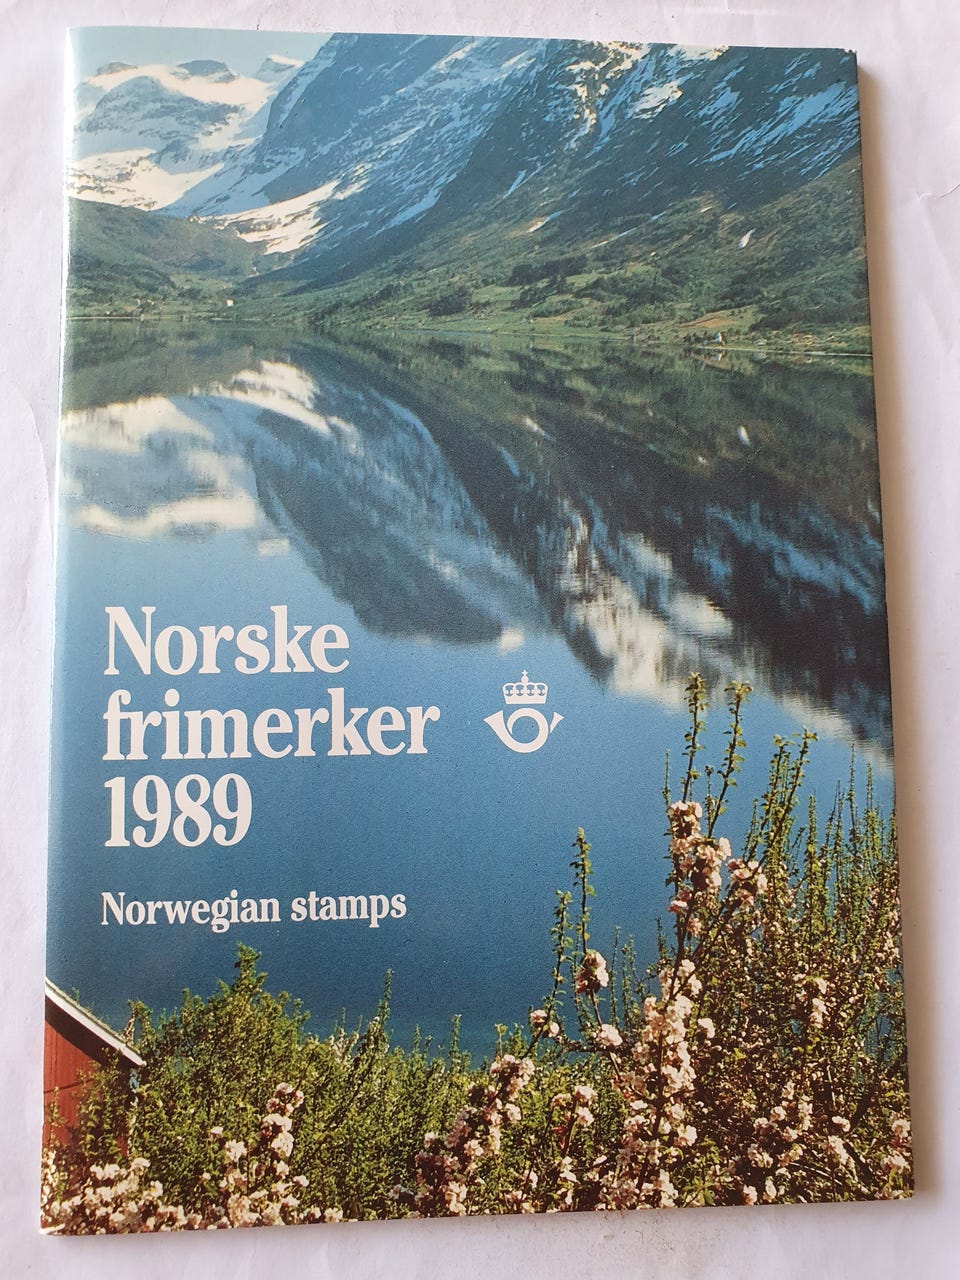 Norske
frimerker
1989
Norwegian stamps